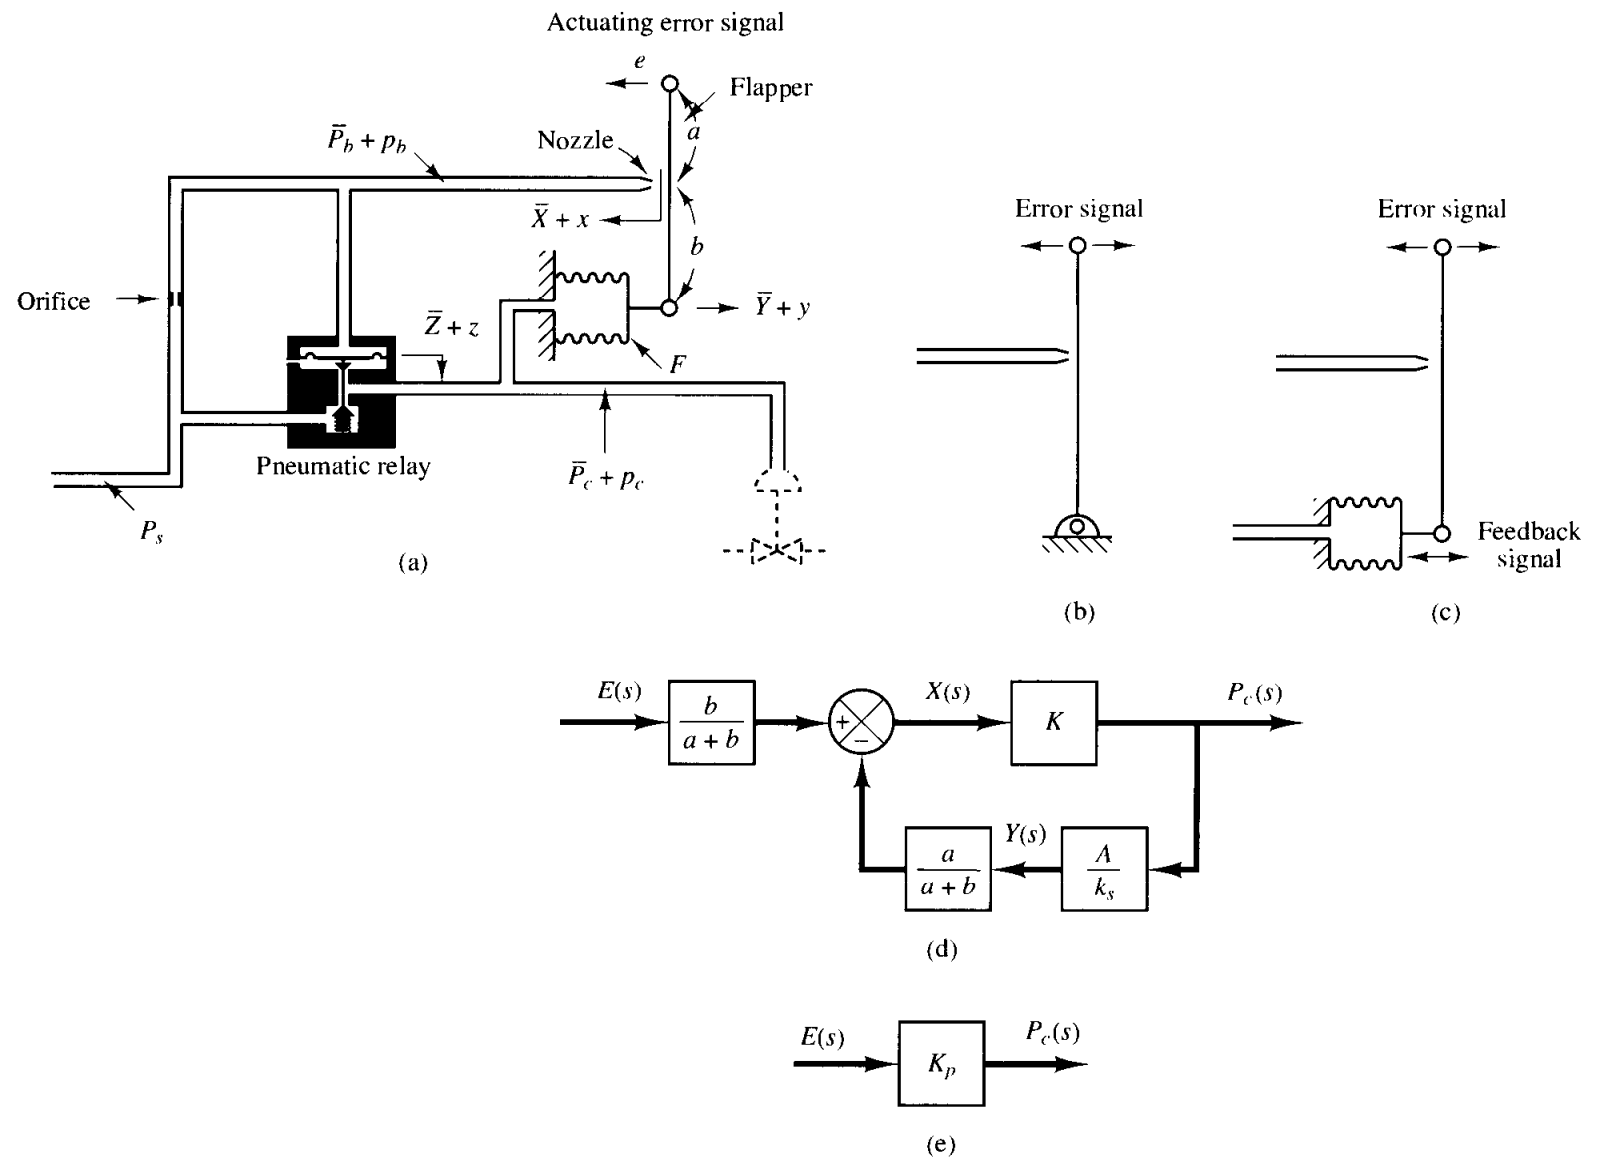 Actuating error signal
e
Flapper
a
P̄b + pb
Nozzle
X̄ + x
b
Orifice
Z̄ + z
Ȳ + y
F
Pneumatic relay
P̄c + pc
Ps
(a)
Error signal
(b)
Error signal
Feedback
signal
(c)
E(s)
b
a + b
+
−
X(s)
K
Pc(s)
a
a + b
Y(s)
A
ks
(d)
E(s)
Kp
Pc(s)
(e)